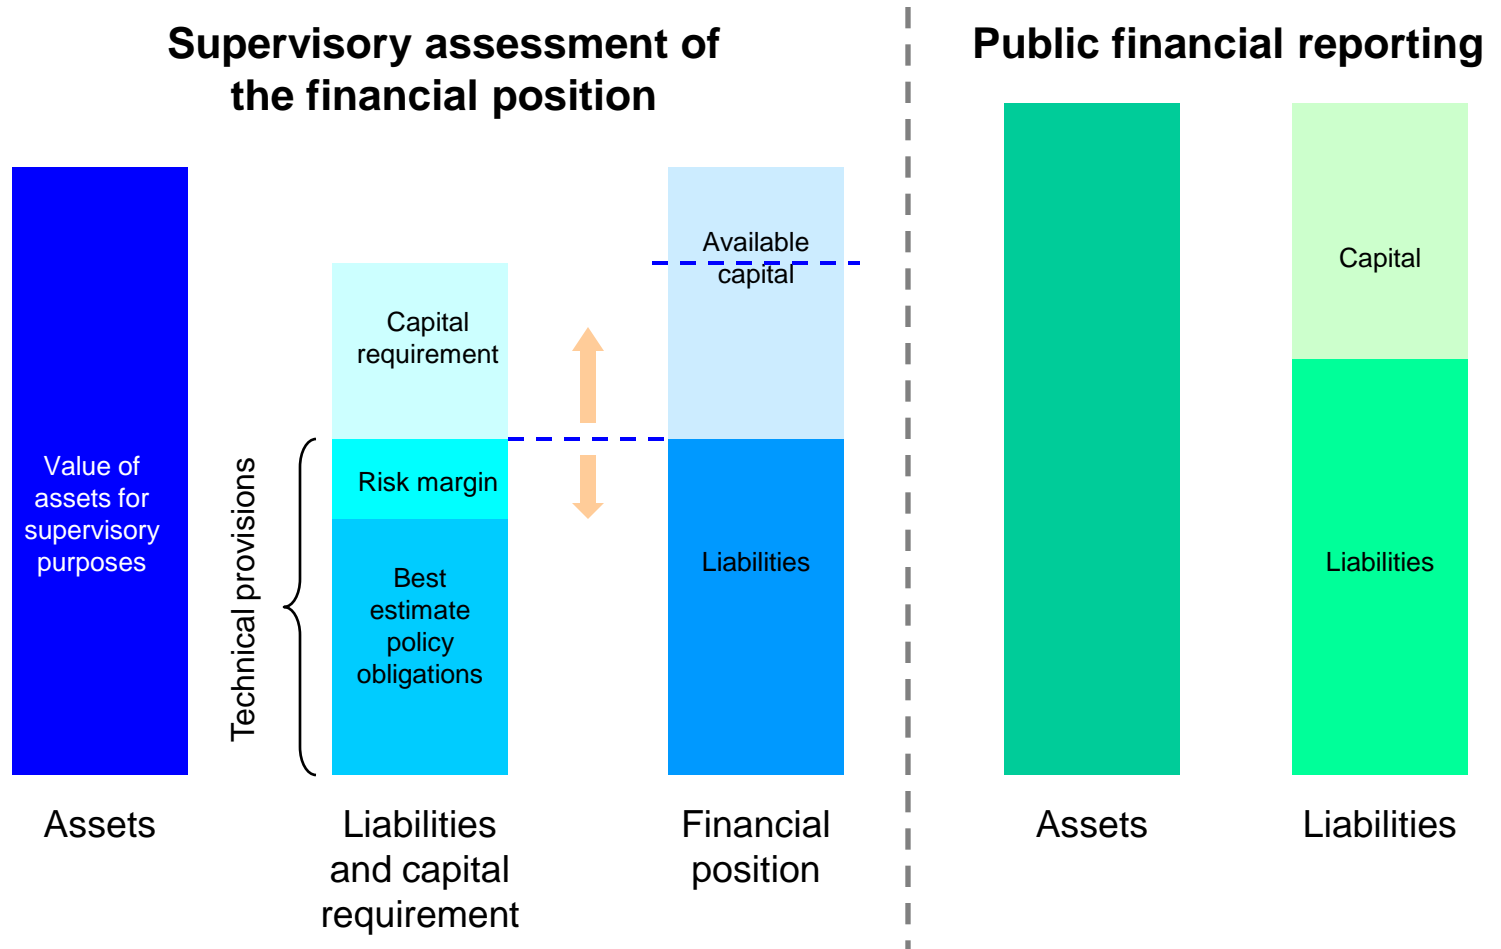 Supervisory assessment of
the financial position
Public financial reporting
Value of
assets for
supervisory
purposes
Technical provisions
Capital
requirement
Risk margin
Best
estimate
policy
obligations
Available
capital
Liabilities
Capital
Liabilities
Assets
Liabilities
and capital
requirement
Financial
position
Assets
Liabilities